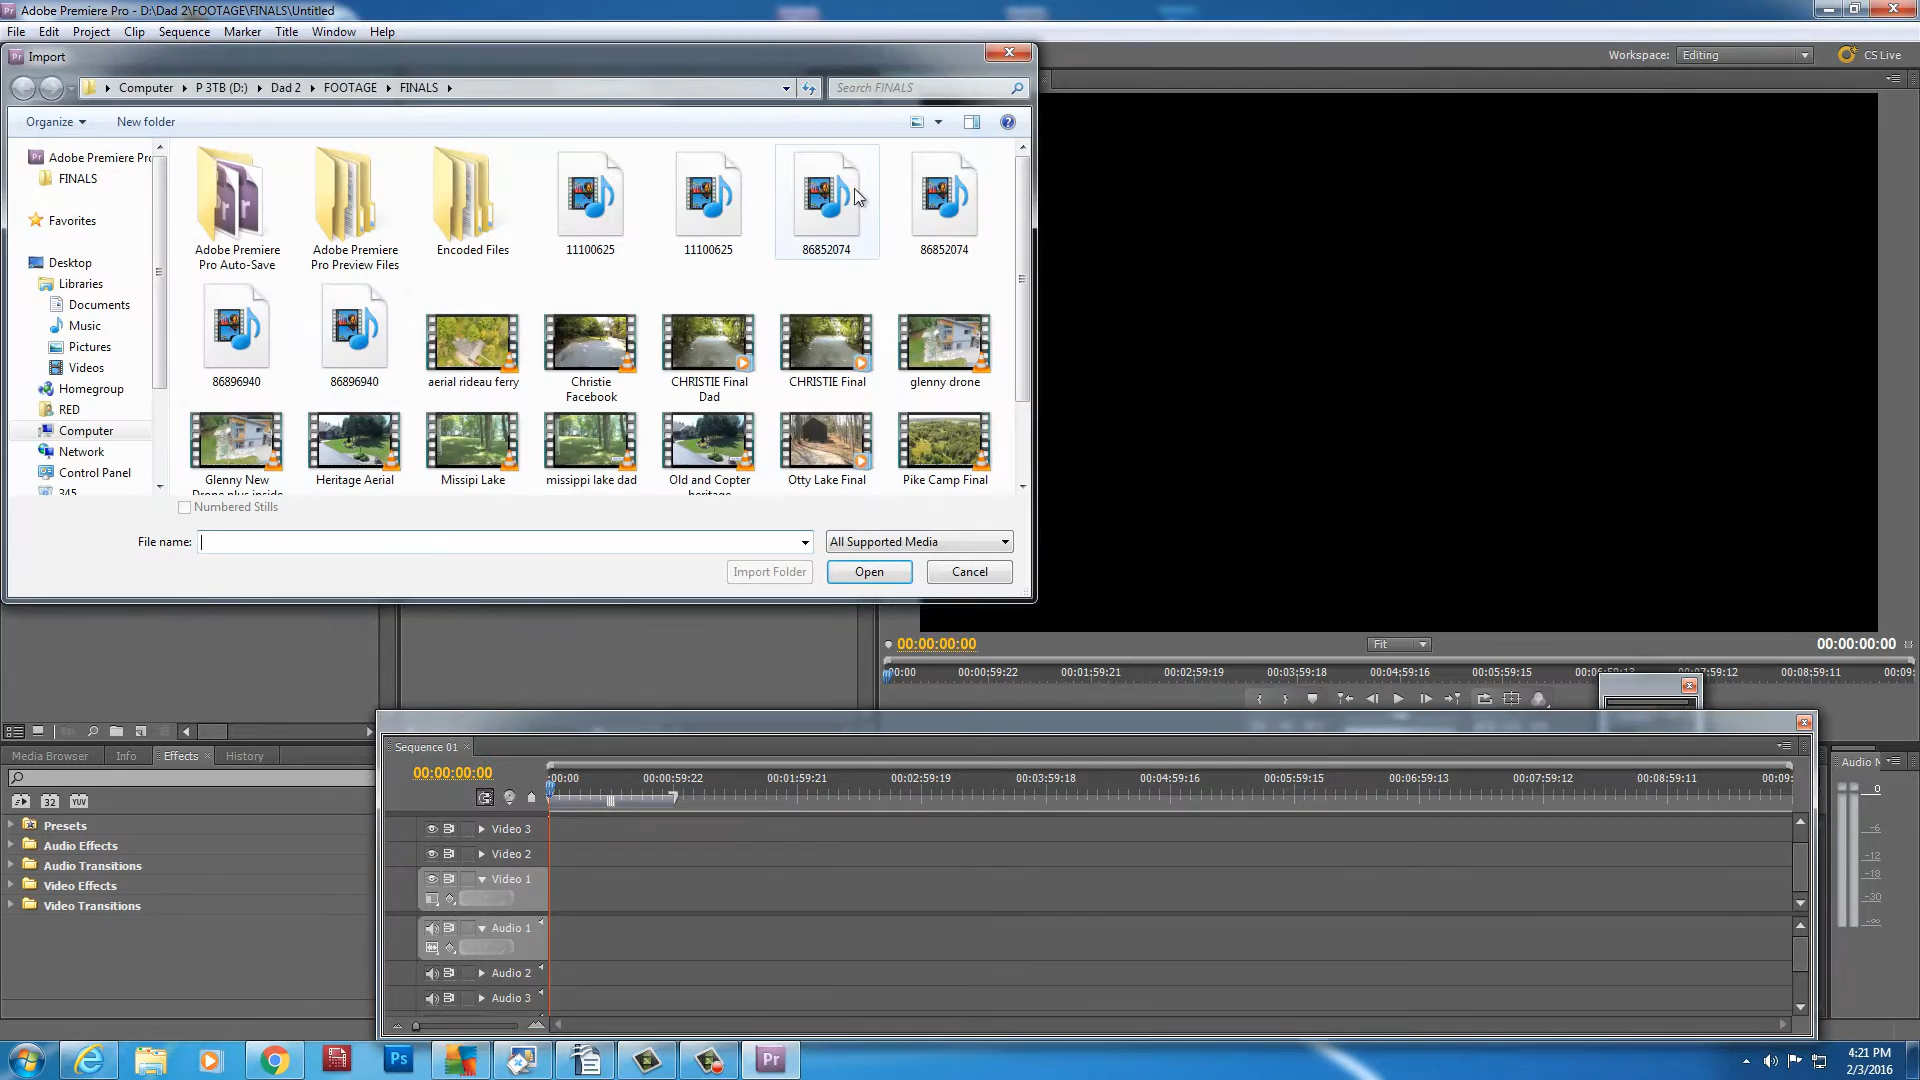 Adobe Premiere Pro - D:\Dad 2\FOOTAGE\FINALS\Untitled
File Edit Project Clip Sequence Marker Title Window Help
Import
Workspace: Editing
CS Live
Computer P 3TB (D:) Dad 2 FOOTAGE FINALS
Search FINALS
Organize New folder
Adobe Premiere Pro
FINALS
Favorites
Desktop
Libraries
Documents
Music
Pictures
Videos
Homegroup
RED
Computer
Network
Control Panel
345
Adobe Premiere Pro Auto-Save
Adobe Premiere Pro Preview Files
Encoded Files
11100625
11100625
86852074
86852074
86896940
86896940
aerial rideau ferry
Christie Facebook
CHRISTIE Final Dad
CHRISTIE Final
glenny drone
Glenny New Drone plus inside
Heritage Aerial
Missipi Lake
missippi lake dad
Old and Copter heritage
Otty Lake Final
Pike Camp Final
Numbered Stills
File name:
All Supported Media
Import Folder
Open
Cancel
00:00:00:00
Fit
00:00:00:00
00:00 00:00:59:22 00:01:59:21 00:02:59:19 00:03:59:18 00:04:59:16 00:05:59:15 00:06:59:13 00:07:59:12 00:08:59:11 00:09:
Media Browser Info Effects × History
32 YUV
Presets
Audio Effects
Audio Transitions
Video Effects
Video Transitions
Sequence 01 ×
00:00:00:00
:00:00 00:00:59:22 00:01:59:21 00:02:59:19 00:03:59:18 00:04:59:16 00:05:59:15 00:06:59:13 00:07:59:12 00:08:59:11 00:09:
Video 3
Video 2
Video 1
Audio 1
Audio 2
Audio 3
Audio M
0
-6
-12
-18
-30
-∞
Ps
Pr
4:21 PM
2/3/2016